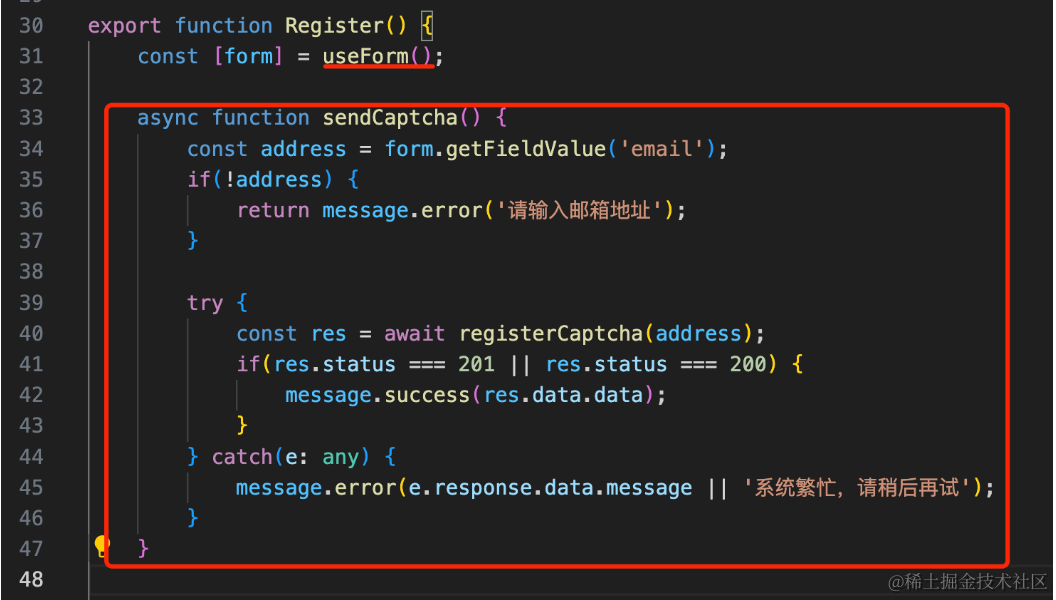 30 export function Register() {
31     const [form] = useForm();
32
33     async function sendCaptcha() {
34         const address = form.getFieldValue('email');
35         if(!address) {
36             return message.error('请输入邮箱地址');
37         }
38
39         try {
40             const res = await registerCaptcha(address);
41             if(res.status === 201 || res.status === 200) {
42                 message.success(res.data.data);
43             }
44         } catch(e: any) {
45             message.error(e.response.data.message || '系统繁忙，请稍后再试');
46         }
47     }
48
@稀土掘金技术社区